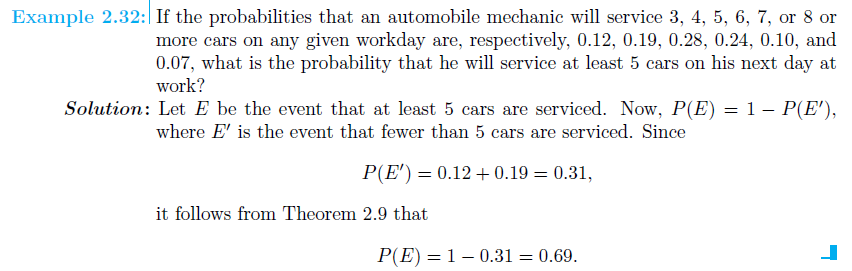 Example 2.32: If the probabilities that an automobile mechanic will service 3, 4, 5, 6, 7, or 8 or
more cars on any given workday are, respectively, 0.12, 0.19, 0.28, 0.24, 0.10, and
0.07, what is the probability that he will service at least 5 cars on his next day at
work?
Solution: Let E be the event that at least 5 cars are serviced. Now, P(E) = 1 − P(E′),
where E′ is the event that fewer than 5 cars are serviced. Since
P(E′) = 0.12 + 0.19 = 0.31,
it follows from Theorem 2.9 that
P(E) = 1 − 0.31 = 0.69.